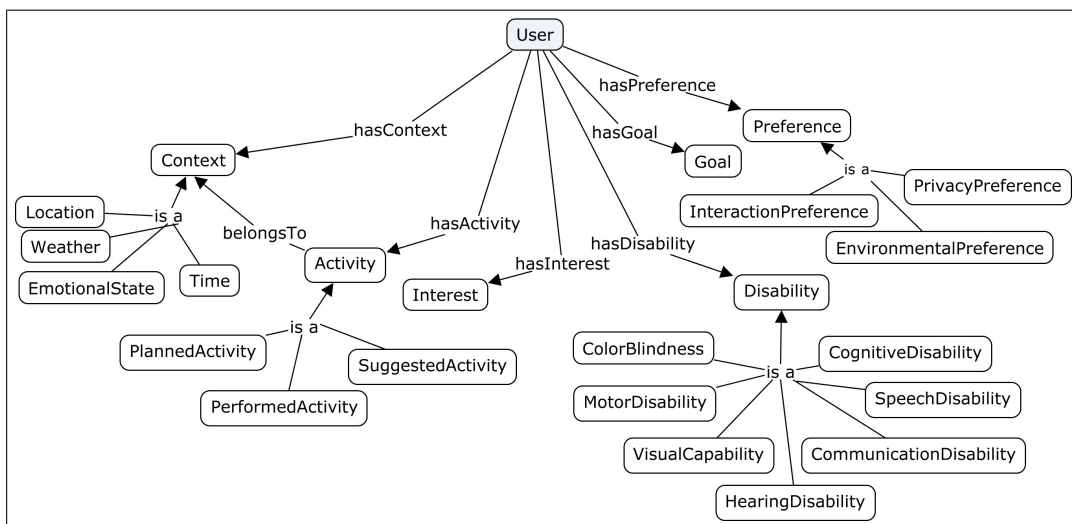 User
hasPreference
Preference
hasContext
hasGoal
Context
Goal
is a
PrivacyPreference
InteractionPreference
EnvironmentalPreference
Location
is a
Weather
EmotionalState
Time
belongsTo
hasActivity
Activity
hasInterest
Interest
hasDisability
Disability
is a
PlannedActivity
SuggestedActivity
PerformedActivity
ColorBlindness
CognitiveDisability
is a
MotorDisability
SpeechDisability
VisualCapability
CommunicationDisability
HearingDisability